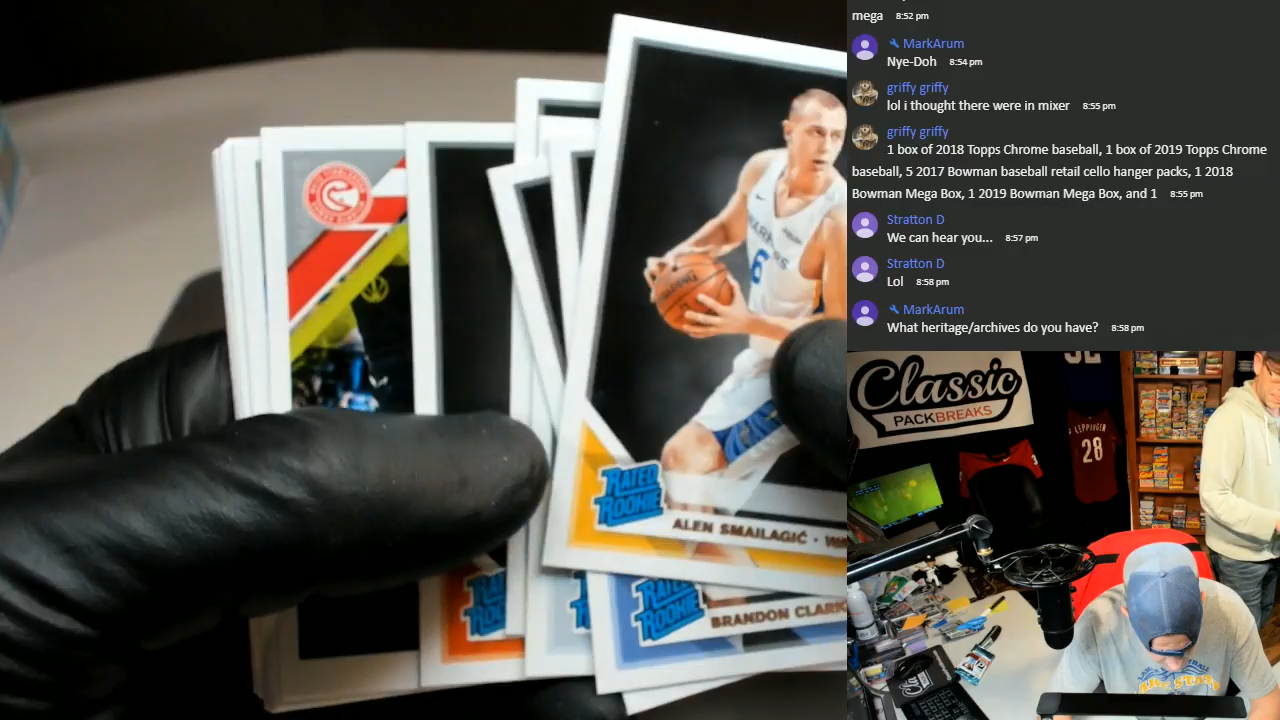 mega 8:52 pm
MarkArum
Nye-Doh 8:54 pm
griffy griffy
lol i thought there were in mixer 8:55 pm
griffy griffy
1 box of 2018 Topps Chrome baseball, 1 box of 2019 Topps Chrome
baseball, 5 2017 Bowman baseball retail cello hanger packs, 1 2018
Bowman Mega Box, 1 2019 Bowman Mega Box, and 1 8:55 pm
Stratton D
We can hear you... 8:57 pm
Stratton D
Lol 8:58 pm
MarkArum
What heritage/archives do you have? 8:58 pm
6
RATED
ROOKIE
ALEN SMAILAGIĆ
RATED
ROOKIE
BRANDON CLARK
Classic
PACKBREAKS
LEPPINGER
28